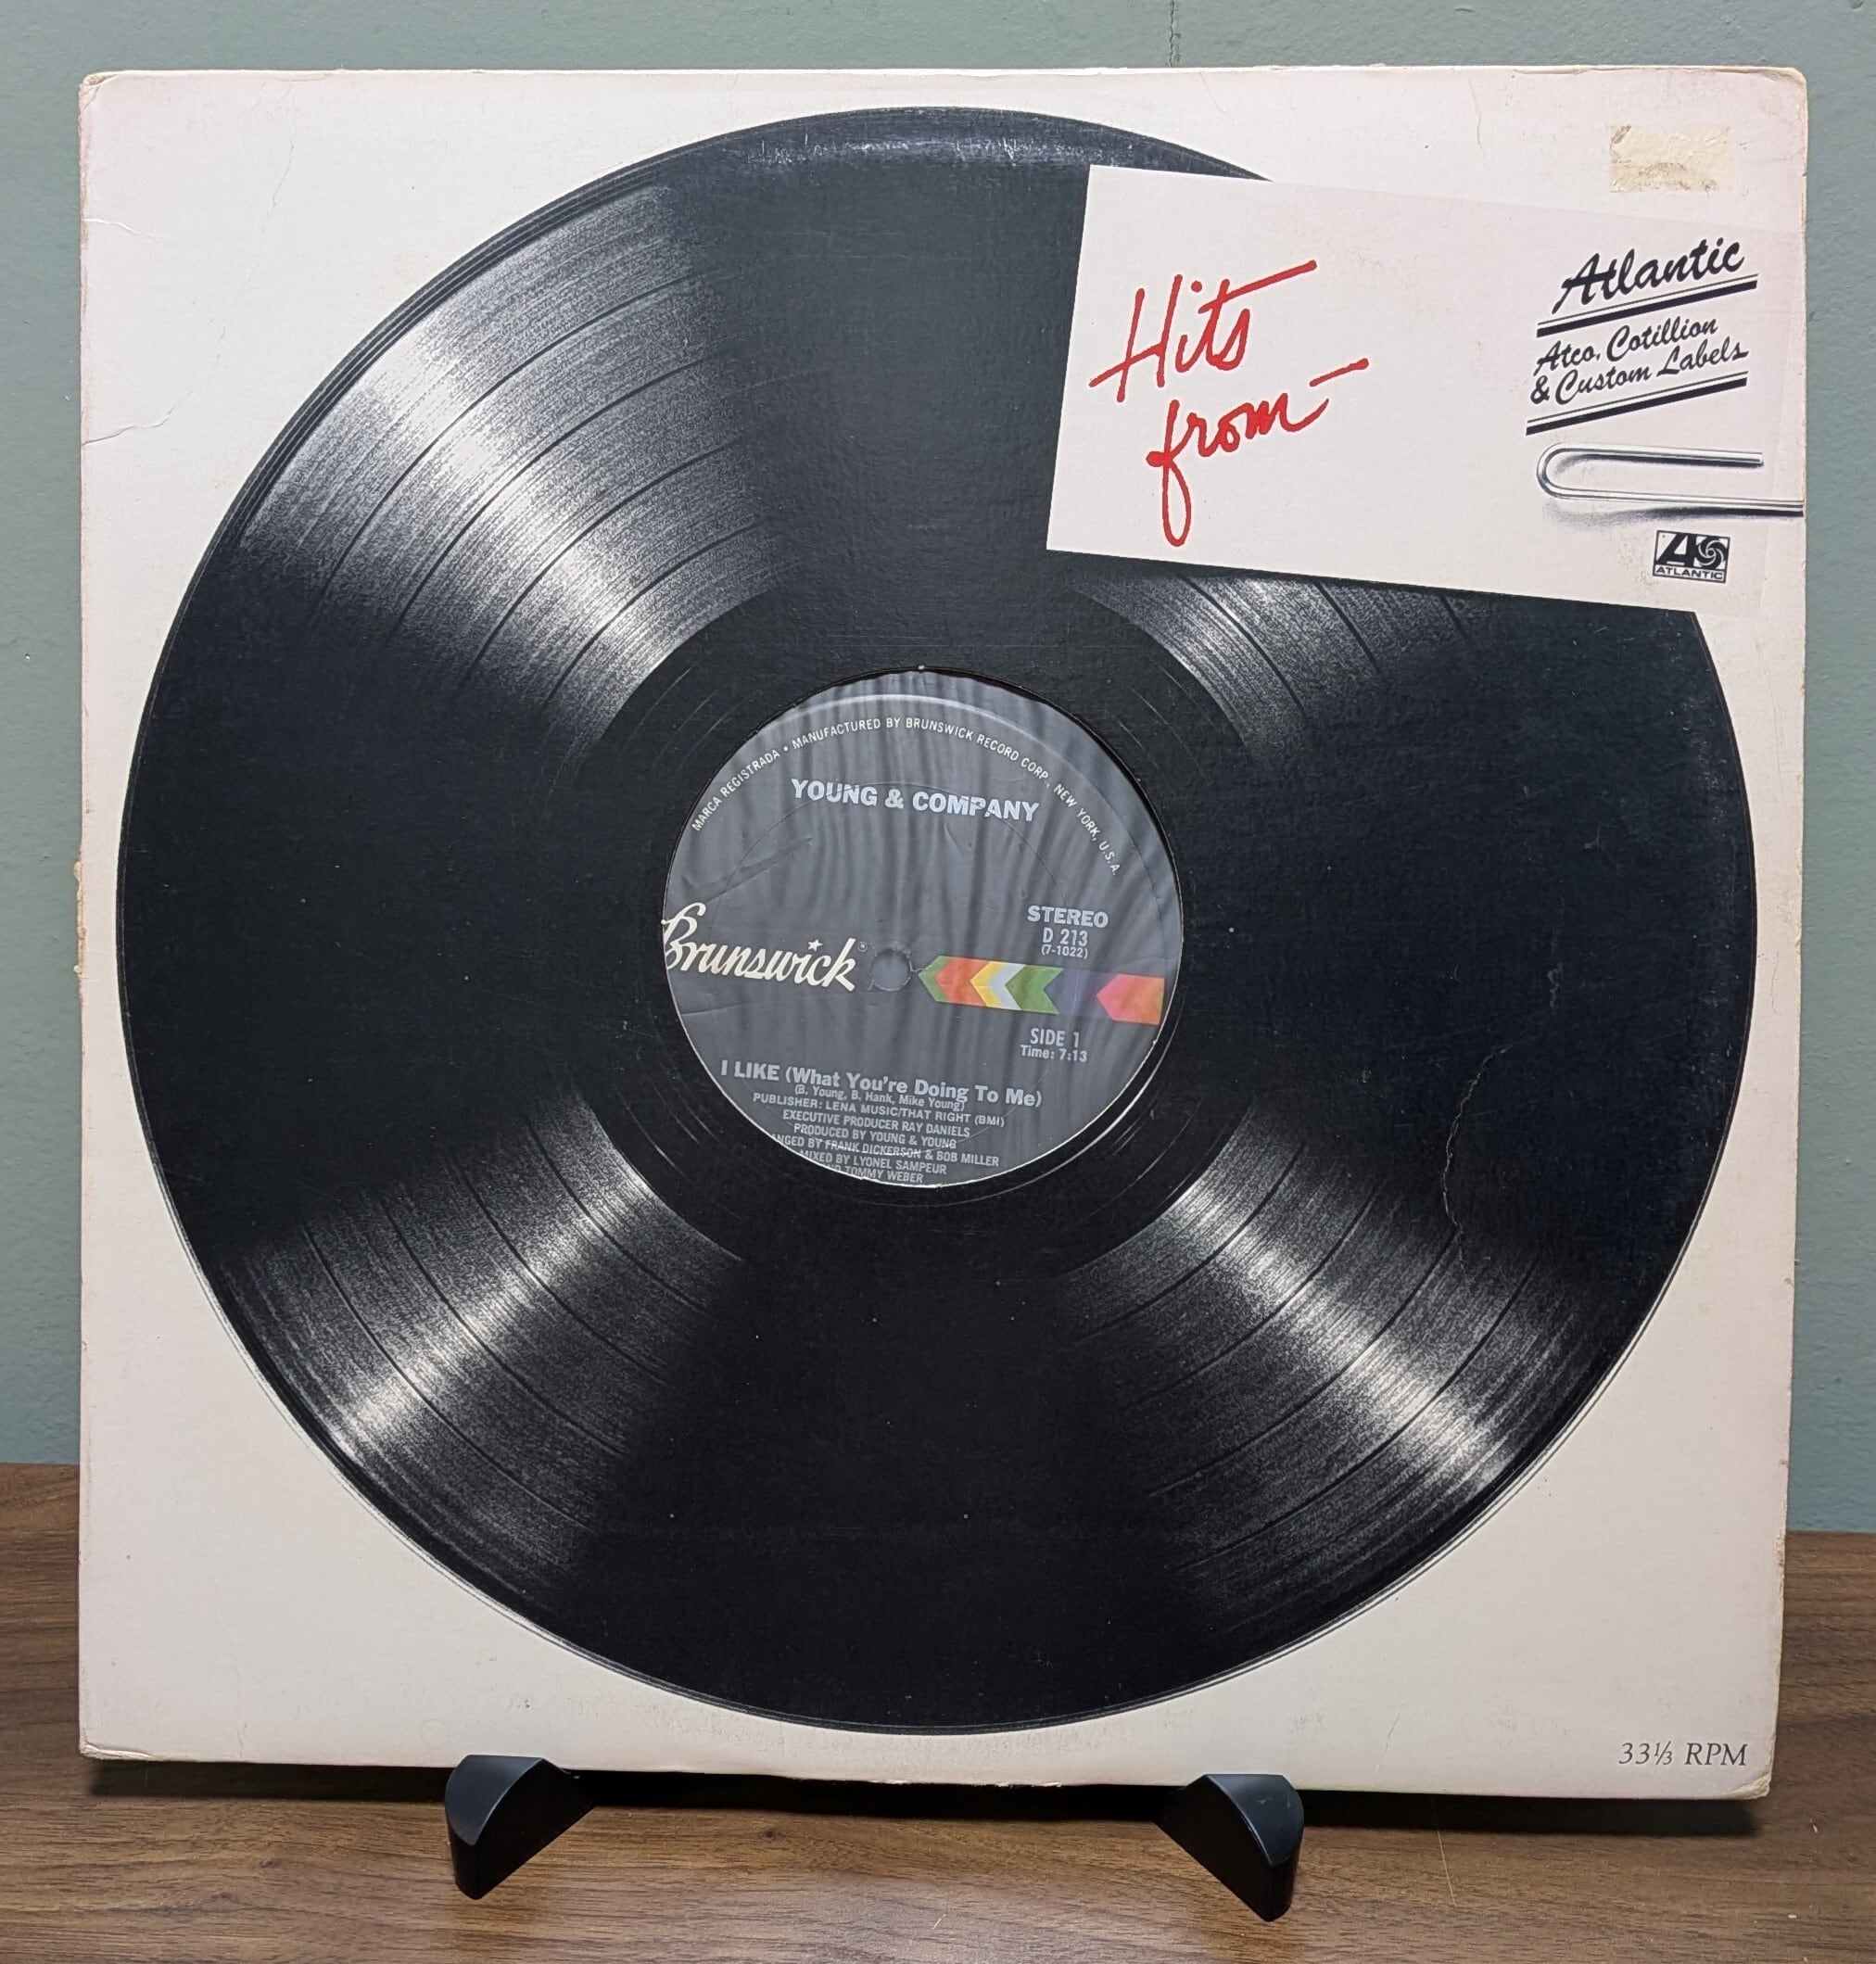 Hits
from—
Atlantic
Atco, Cotillion
& Custom Labels
ATLANTIC
MARCA REGISTRADA • MANUFACTURED BY BRUNSWICK RECORD CORP., NEW YORK, U.S.A.
YOUNG & COMPANY
STEREO
D 213
(7-1022)
Brunswick®
SIDE 1
Time: 7:13
I LIKE (What You're Doing To Me)
(B. Young, B. Hank, Mike Young)
PUBLISHER: LENA MUSIC/THAT RIGHT (BMI)
EXECUTIVE PRODUCER RAY DANIELS
PRODUCED BY YOUNG & YOUNG
ANGED BY FRANK DICKERSON & BOB MILLER
MIXED BY LYONEL SAMPEUR
TOMMY WEBER
33⅓ RPM